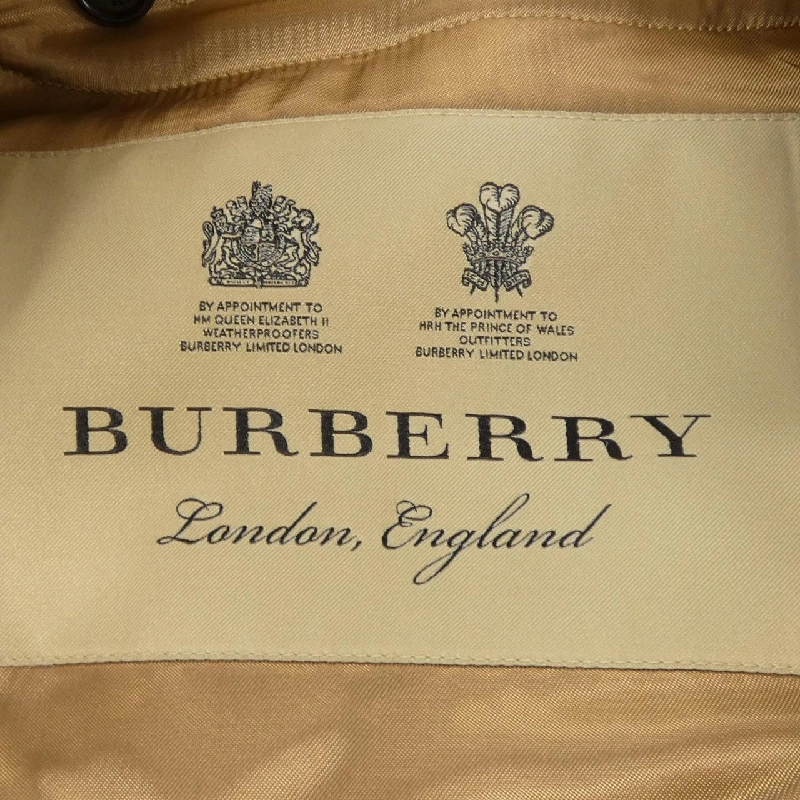 BY APPOINTMENT TO
HM QUEEN ELIZABETH II
WEATHERPROOFERS
BURBERRY LIMITED LONDON
BY APPOINTMENT TO
HRH THE PRINCE OF WALES
OUTFITTERS
BURBERRY LIMITED LONDON
BURBERRY
London, England